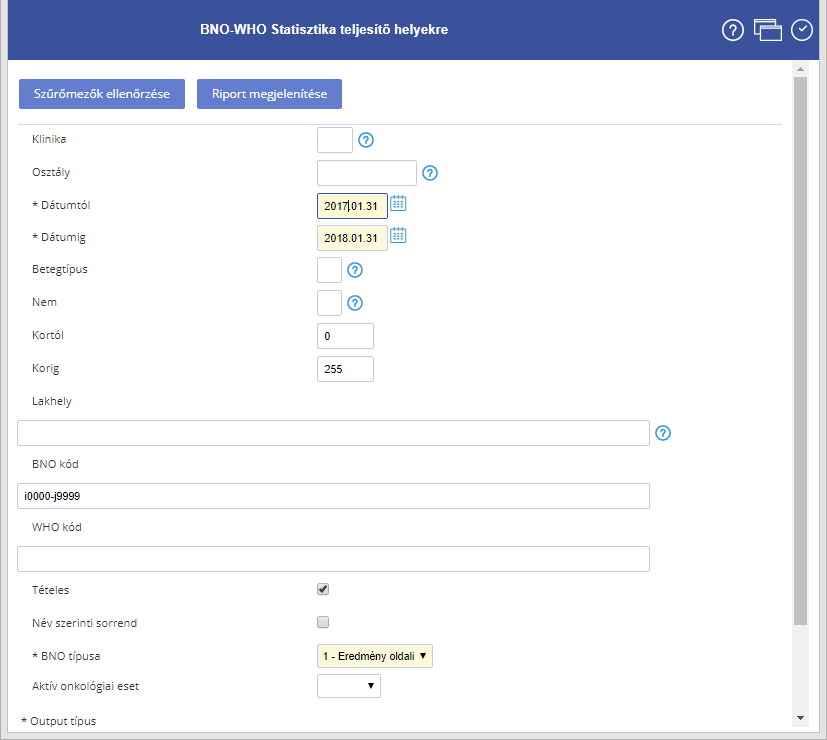 BNO-WHO Statisztika teljesítő helyekre
Szűrőmezők ellenőrzése Riport megjelenítése
Klinika
Osztály
* Dátumtól 2017.01.31
* Dátumig 2018.01.31
Betegtípus
Nem
Kortól 0
Korig 255
Lakhely
BNO kód
i0000-j9999
WHO kód
Tételes
Név szerinti sorrend
* BNO típusa 1 - Eredmény oldali
Aktív onkológiai eset
* Output típus